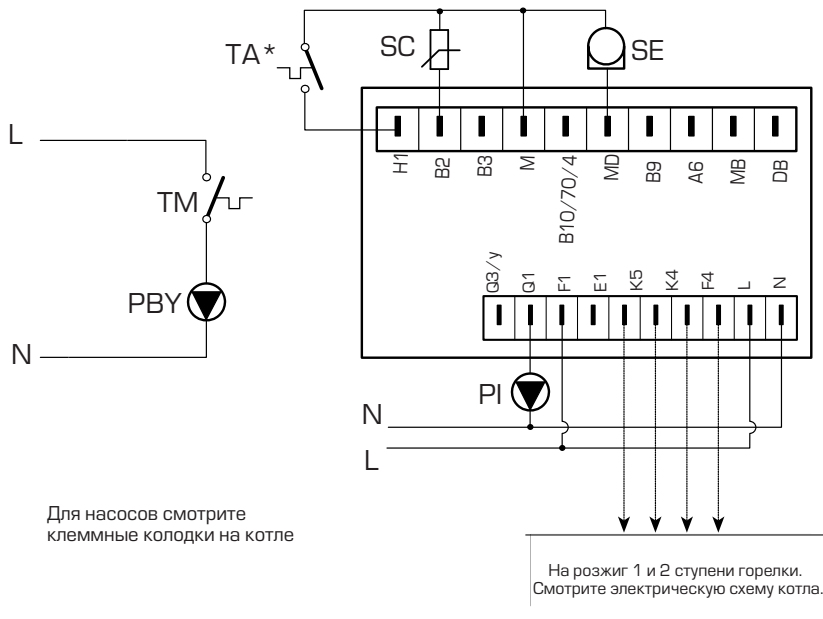 TA*
SC
SE
H1
B2
B3
M
B10/70/4
MD
B9
A6
MB
DB
L
TM
PBY
N
Q3/y
Q1
F1
E1
K5
K4
F4
L
N
PI
N
L
Для насосов смотрите
клеммные колодки на котле
На розжиг 1 и 2 ступени горелки.
Смотрите электрическую схему котла.